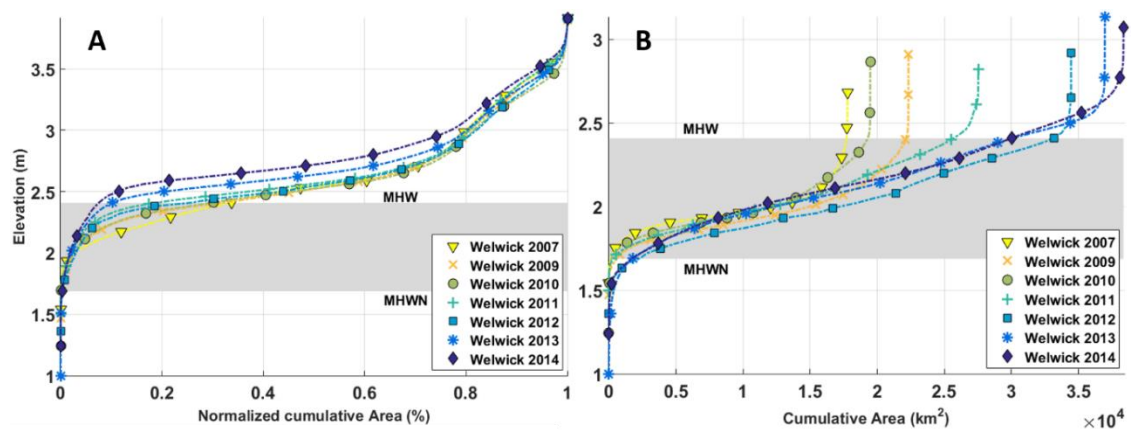 A
3.5
3
2.5
2
1.5
1
Elevation (m)
MHW
MHWN
Welwick 2007
Welwick 2009
Welwick 2010
Welwick 2011
Welwick 2012
Welwick 2013
Welwick 2014
0 0.2 0.4 0.6 0.8 1
Normalized cumulative Area (%)
B
3
2.5
2
1.5
1
MHW
MHWN
Welwick 2007
Welwick 2009
Welwick 2010
Welwick 2011
Welwick 2012
Welwick 2013
Welwick 2014
0 0.5 1 1.5 2 2.5 3 3.5
Cumulative Area (km²)
×10⁴